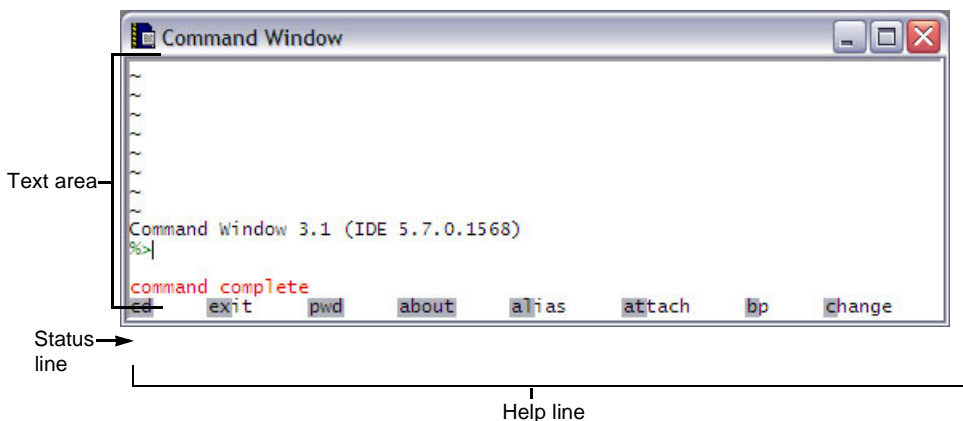 Command Window
~
~
~
~
~
~
~
~
Text area
Command Window 3.1 (IDE 5.7.0.1568)
%>
command complete
cd exit pwd about alias attach bp change
Status
line
Help line